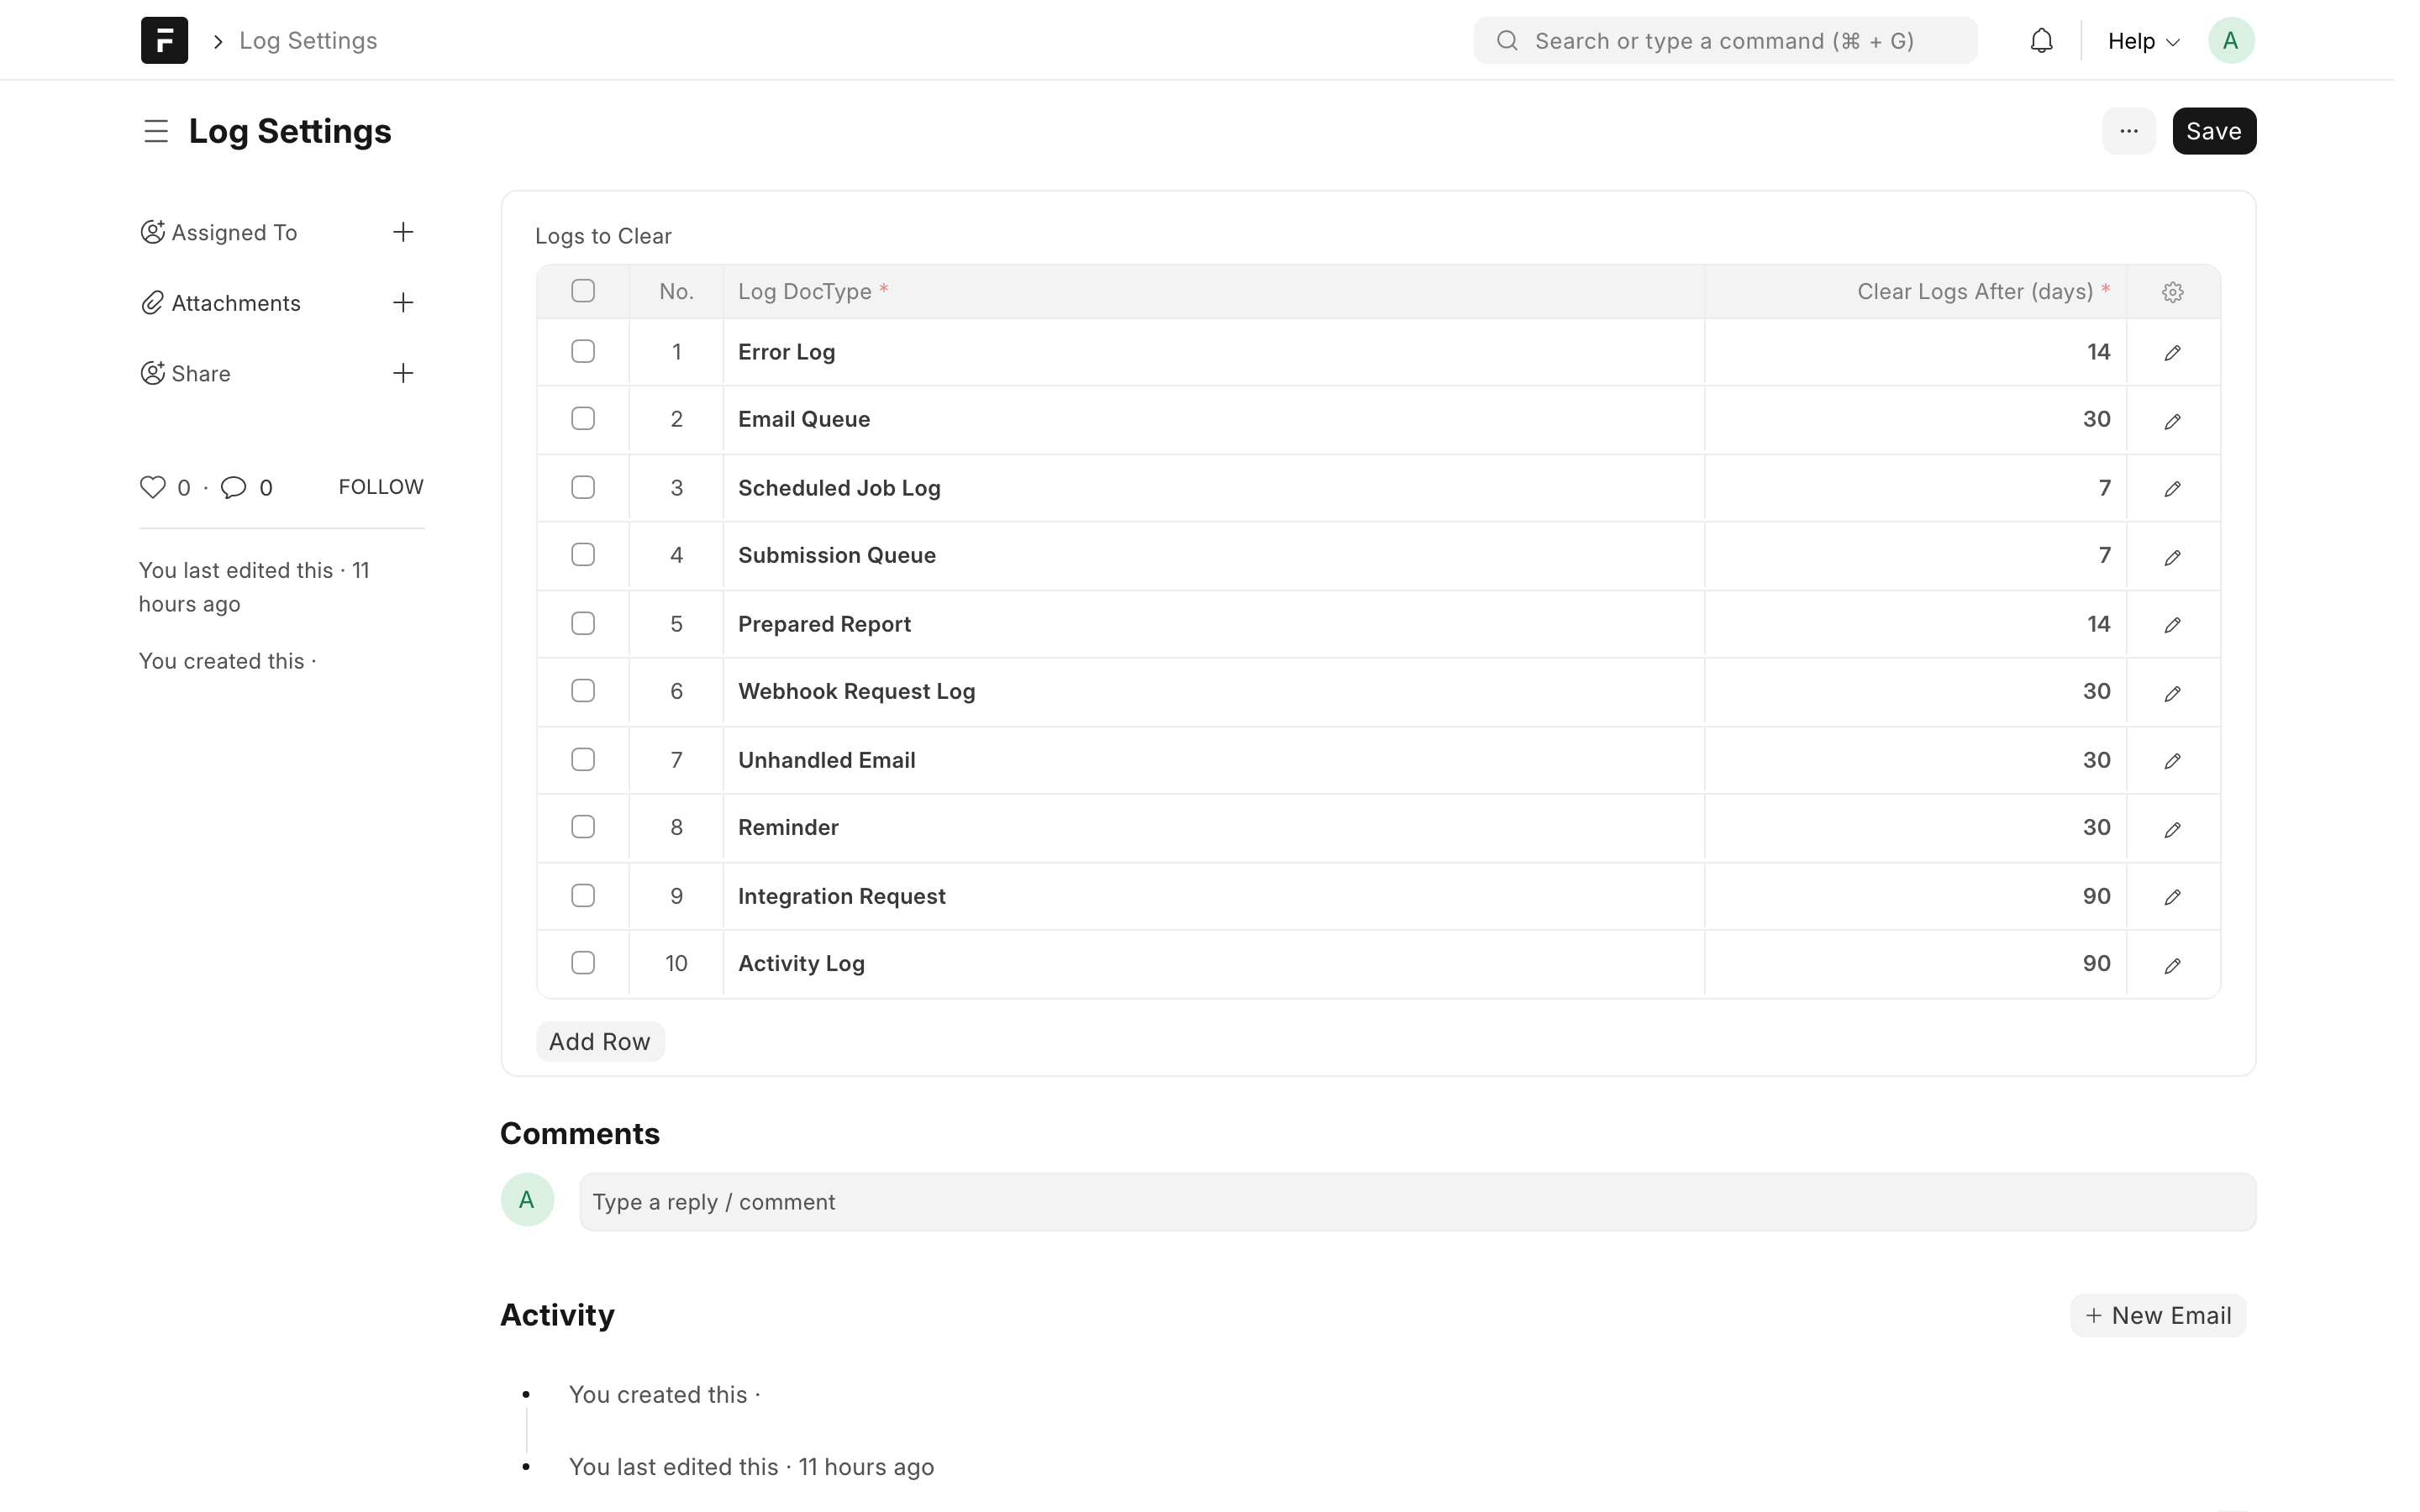 Log Settings
Search or type a command (⌘ + G)
Help
A
Log Settings
···
Save
Assigned To
Attachments
Share
0 · 0 FOLLOW
You last edited this · 11
hours ago
You created this ·
Logs to Clear
No. Log DocType * Clear Logs After (days) *
1 Error Log 14
2 Email Queue 30
3 Scheduled Job Log 7
4 Submission Queue 7
5 Prepared Report 14
6 Webhook Request Log 30
7 Unhandled Email 30
8 Reminder 30
9 Integration Request 90
10 Activity Log 90
Add Row
Comments
A
Type a reply / comment
Activity
+ New Email
You created this ·
You last edited this · 11 hours ago